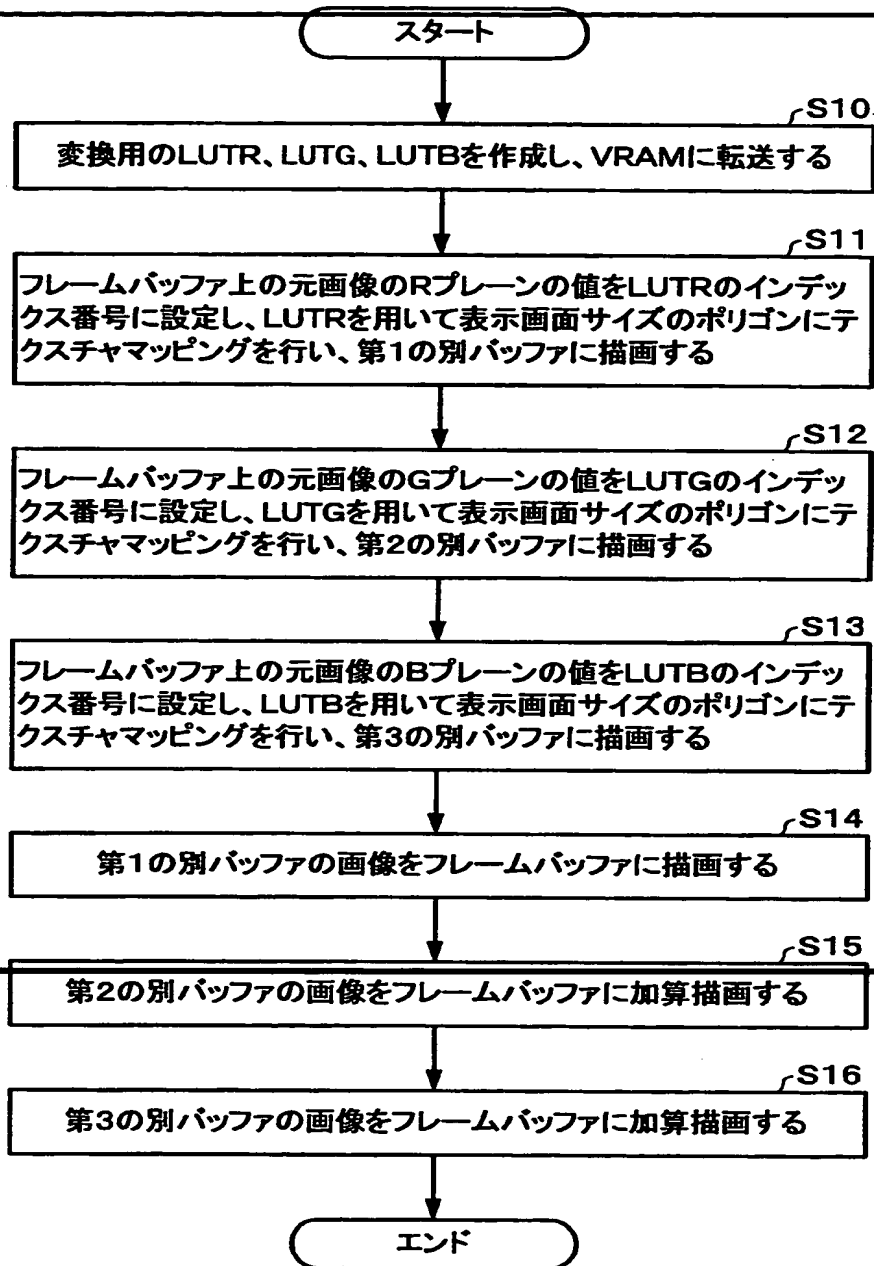 スタート
S10
変換用のLUTR、LUTG、LUTBを作成し、VRAMに転送する
S11
フレームバッファ上の元画像のRプレーンの値をLUTRのインデッ
クス番号に設定し、LUTRを用いて表示画面サイズのポリゴンにテ
クスチャマッピングを行い、第1の別バッファに描画する
S12
フレームバッファ上の元画像のGプレーンの値をLUTGのインデッ
クス番号に設定し、LUTGを用いて表示画面サイズのポリゴンにテ
クスチャマッピングを行い、第2の別バッファに描画する
S13
フレームバッファ上の元画像のBプレーンの値をLUTBのインデッ
クス番号に設定し、LUTBを用いて表示画面サイズのポリゴンにテ
クスチャマッピングを行い、第3の別バッファに描画する
S14
第1の別バッファの画像をフレームバッファに描画する
S15
第2の別バッファの画像をフレームバッファに加算描画する
S16
第3の別バッファの画像をフレームバッファに加算描画する
エンド